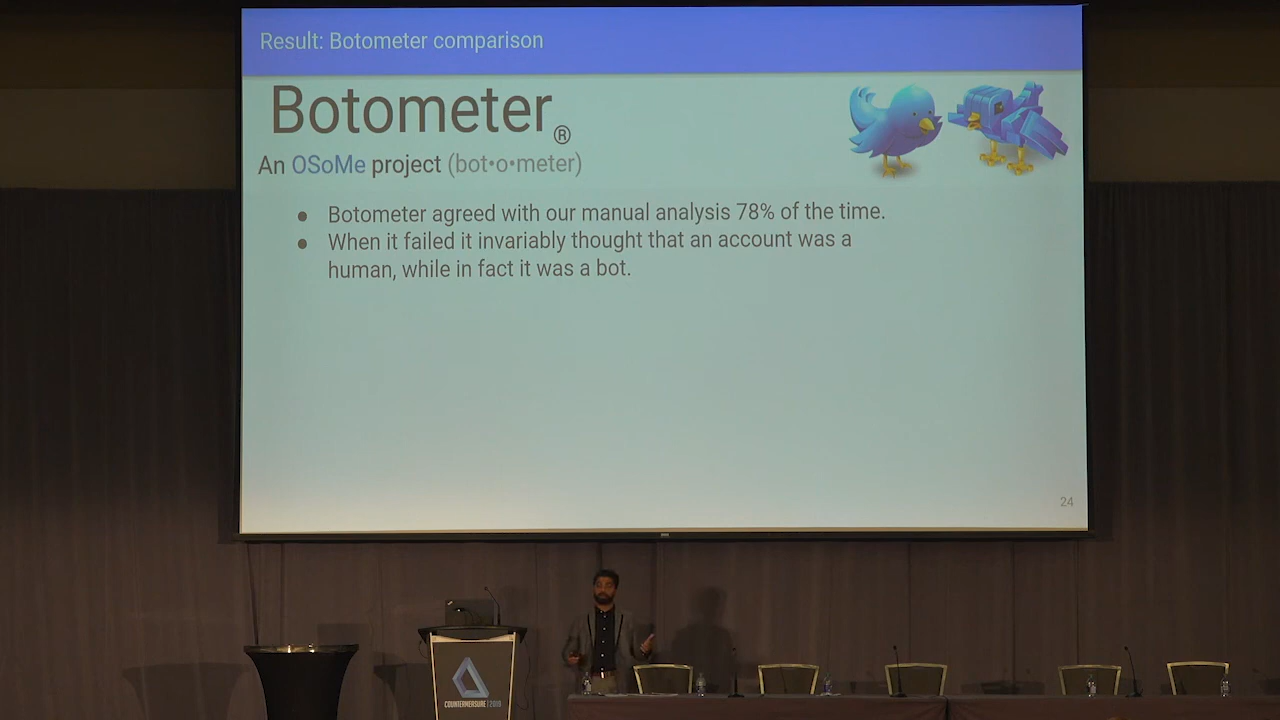 Result: Botometer comparison
Botometer®
An OSoMe project (bot•o•meter)
• Botometer agreed with our manual analysis 78% of the time.
• When it failed it invariably thought that an account was a
human, while in fact it was a bot.
24
COUNTERMEASURE | 2019